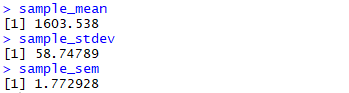 > sample_mean
[1] 1603.538
> sample_stdev
[1] 58.74789
> sample_sem
[1] 1.772928